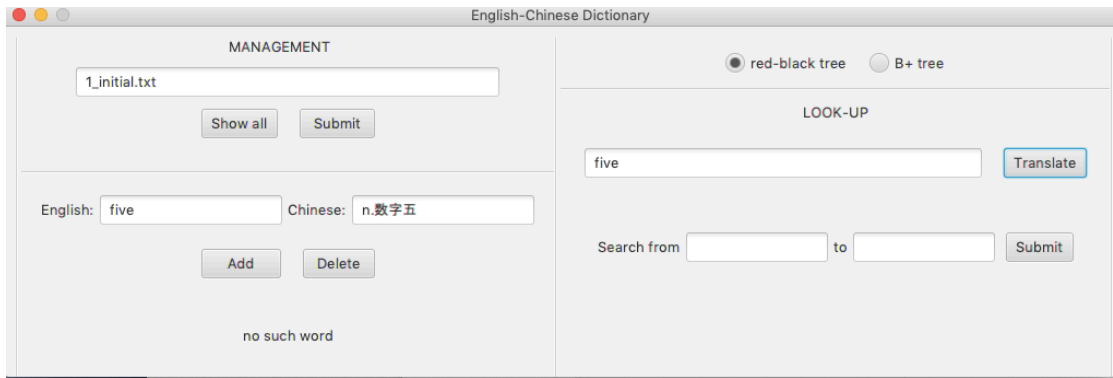 English-Chinese Dictionary
MANAGEMENT
1_initial.txt
Show all Submit
English: five Chinese: n.数字五
Add Delete
no such word
red-black tree B+ tree
LOOK-UP
five Translate
Search from to Submit